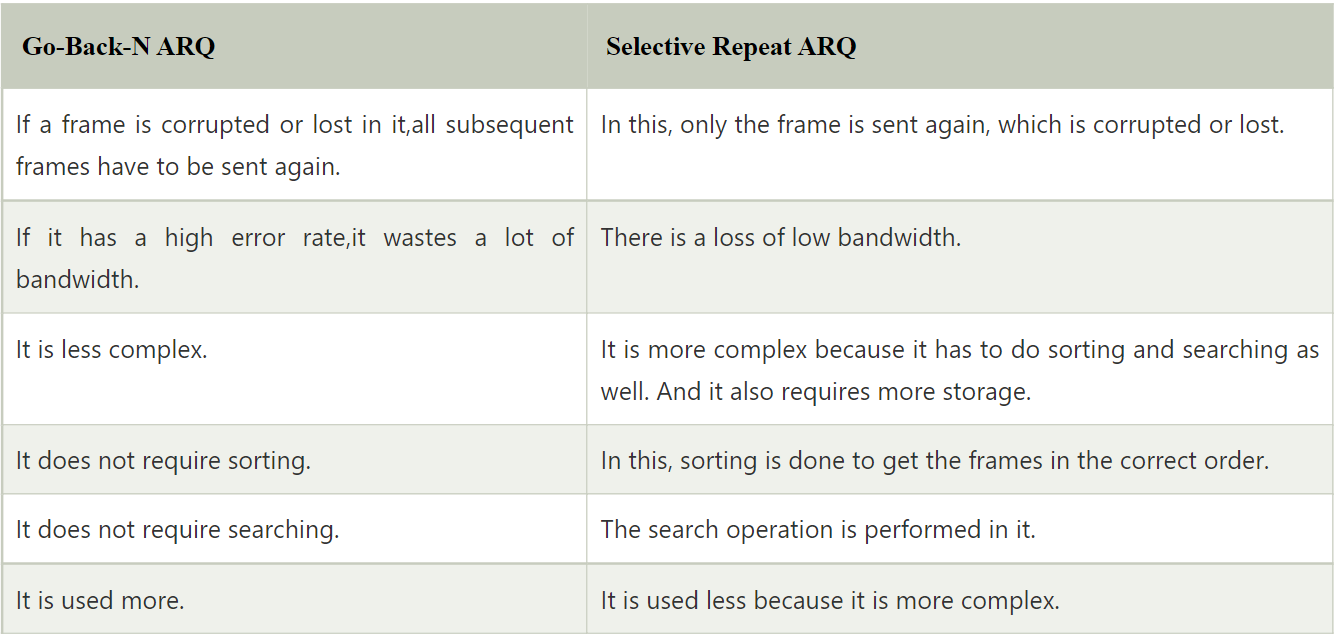 Go-Back-N ARQ
Selective Repeat ARQ
If a frame is corrupted or lost in it,all subsequent
frames have to be sent again.
In this, only the frame is sent again, which is corrupted or lost.
If it has a high error rate,it wastes a lot of
bandwidth.
There is a loss of low bandwidth.
It is less complex.
It is more complex because it has to do sorting and searching as
well. And it also requires more storage.
It does not require sorting.
In this, sorting is done to get the frames in the correct order.
It does not require searching.
The search operation is performed in it.
It is used more.
It is used less because it is more complex.